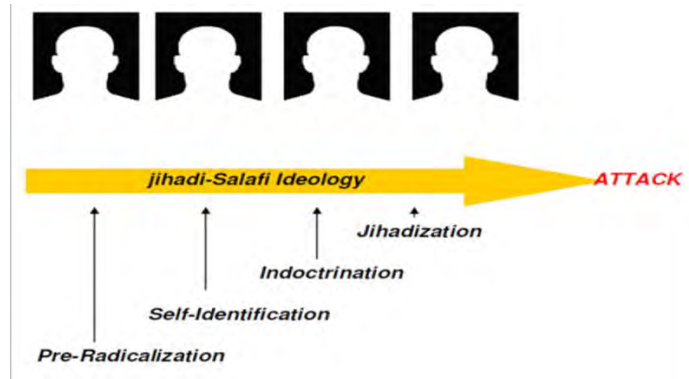 jihadi-Salafi Ideology
ATTACK
Jihadization
Indoctrination
Self-Identification
Pre-Radicalization